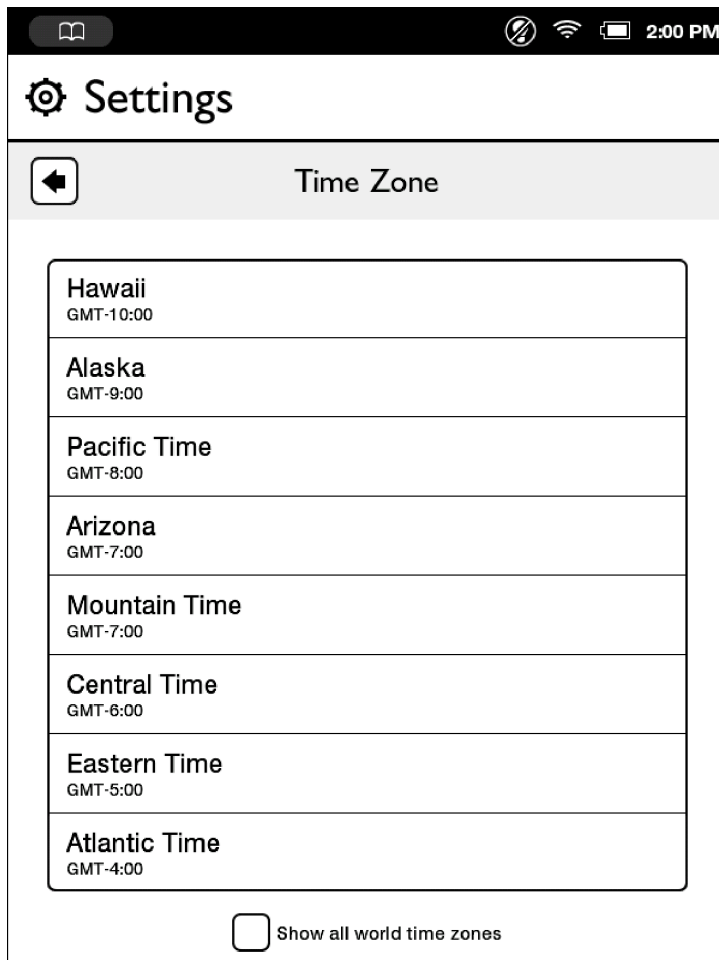 2:00 PM
Settings
Time Zone
Hawaii
GMT-10:00
Alaska
GMT-9:00
Pacific Time
GMT-8:00
Arizona
GMT-7:00
Mountain Time
GMT-7:00
Central Time
GMT-6:00
Eastern Time
GMT-5:00
Atlantic Time
GMT-4:00
Show all world time zones